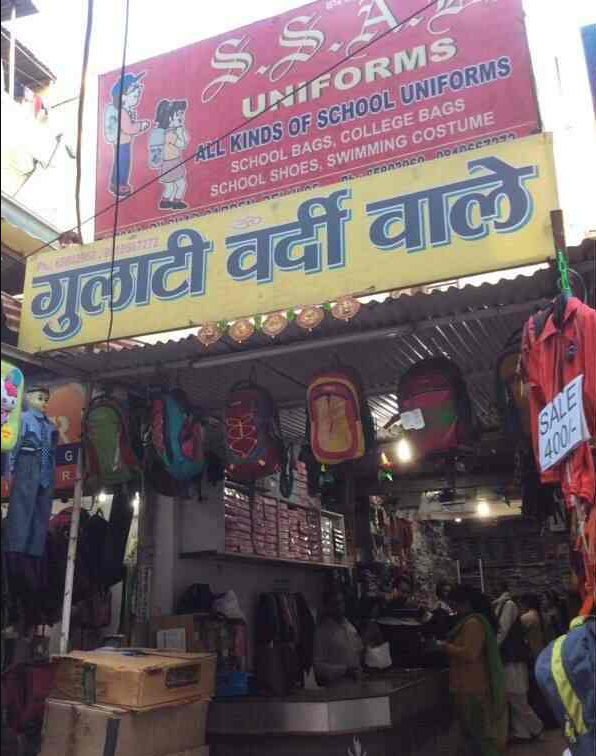 S.S.A.
UNIFORMS
ALL KINDS OF SCHOOL UNIFORMS
SCHOOL BAGS, COLLEGE BAGS
SCHOOL SHOES, SWIMMING COSTUME
गुलाटी वर्दी वाले
SALE
400/-
G
R